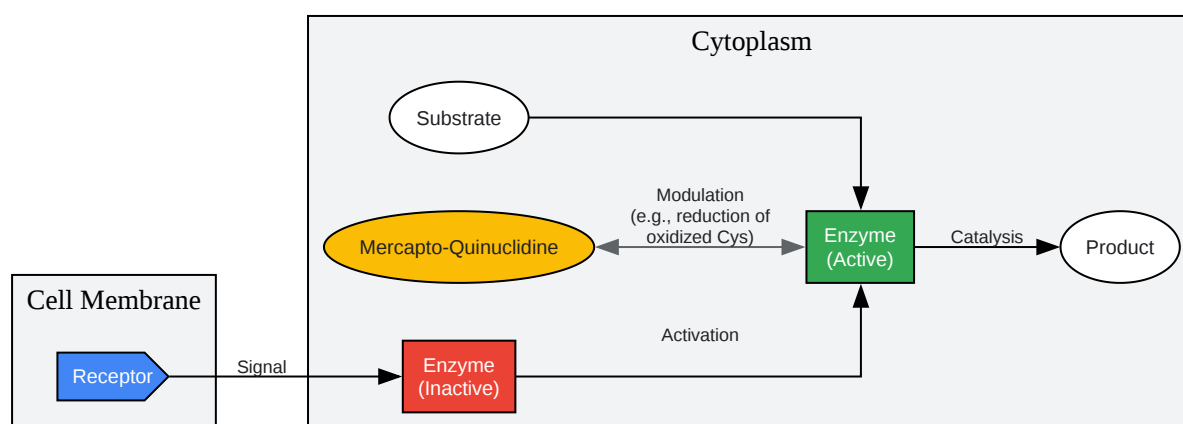 Cytoplasm
Substrate
Modulation
(e.g., reduction of
oxidized Cys)
Mercapto-Quinuclidine
Enzyme
(Active)
Catalysis
Product
Cell Membrane
Receptor
Signal
Enzyme
(Inactive)
Activation